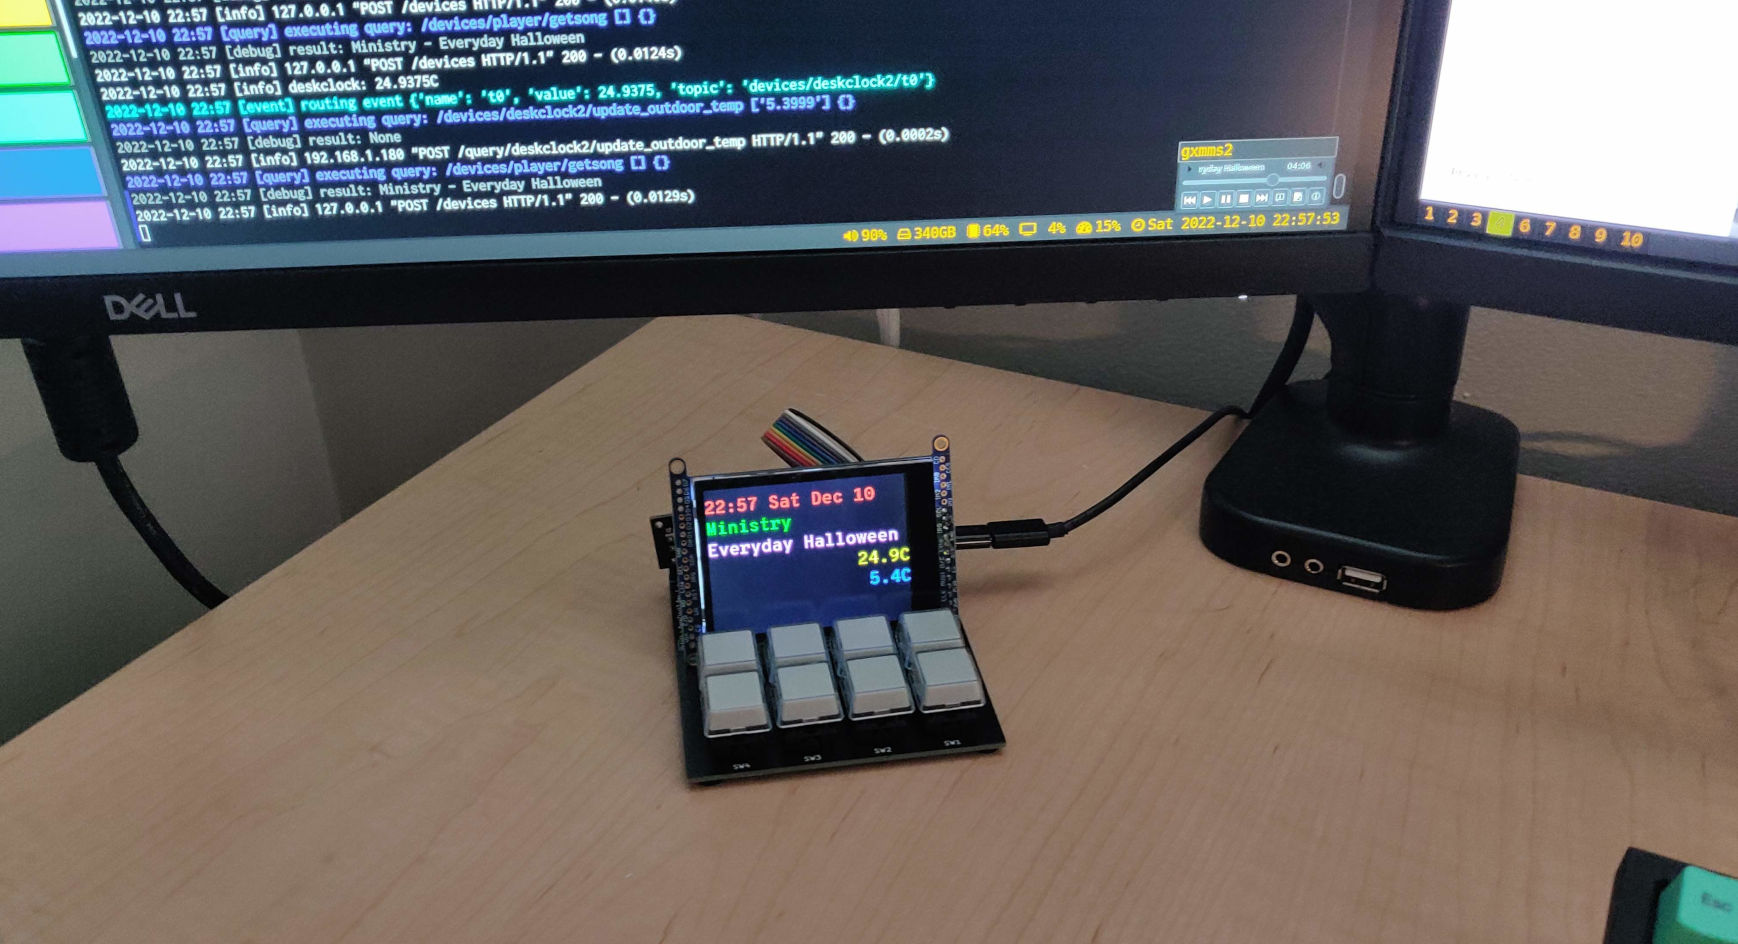 2022-12-10 22:57 [info] 127.0.0.1 "POST /devices HTTP/1.1" 200 -
2022-12-10 22:57 [query] executing query: /devices/player/getsong [] {}
2022-12-10 22:57 [debug] result: Ministry - Everyday Halloween
2022-12-10 22:57 [info] 127.0.0.1 "POST /devices HTTP/1.1" 200 - (0.0124s)
2022-12-10 22:57 [info] deskclock: 24.9375C
2022-12-10 22:57 [event] routing event {'name': 't0', 'value': 24.9375, 'topic': 'devices/deskclock2/t0'}
2022-12-10 22:57 [query] executing query: /devices/deskclock2/update_outdoor_temp ['5.3999'] {}
2022-12-10 22:57 [debug] result: None
2022-12-10 22:57 [info] 192.168.1.180 "POST /query/deskclock2/update_outdoor_temp HTTP/1.1" 200 - (0.0002s)
2022-12-10 22:57 [query] executing query: /devices/player/getsong [] {}
2022-12-10 22:57 [debug] result: Ministry - Everyday Halloween
2022-12-10 22:57 [info] 127.0.0.1 "POST /devices HTTP/1.1" 200 - (0.0129s)
gxmms2
ryday Halloween 04:06
90% 340GB 64% 4% 15% Sat 2022-12-10 22:57:53
1 2 3 4 6 7 8 9 10
DELL
22:57 Sat Dec 10
Ministry
Everyday Halloween
24.9C
5.4C
SW4 SW3 SW2 SW1
Esc